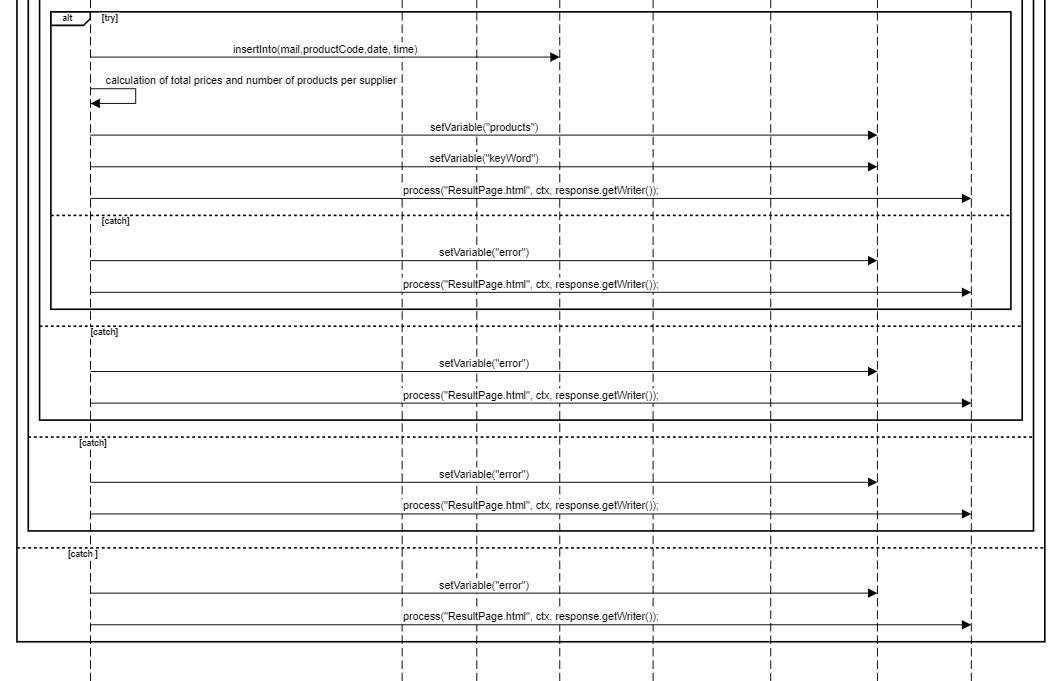 alt
[try]
insertInto(mail,productCode,date, time)
calculation of total prices and number of products per supplier
setVariable("products")
setVariable("keyWord")
process("ResultPage.html", ctx, response.getWriter());
[catch]
setVariable("error")
process("ResultPage.html", ctx, response.getWriter());
[catch]
setVariable("error")
process("ResultPage.html", ctx, response.getWriter());
[catch]
setVariable("error")
process("ResultPage.html", ctx, response.getWriter());
[catch ]
setVariable("error")
process("ResultPage.html", ctx, response.getWriter());